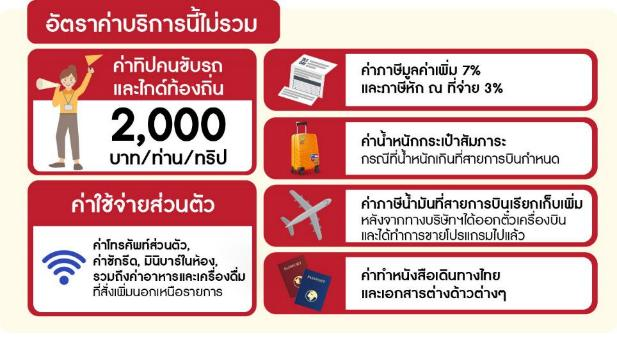 อัตราค่าบริการนี้ไม่รวม
ค่าทิปคนขับรถ
และไกด์ท้องถิ่น
2,000
บาท/ท่าน/ทริป
ค่าใช้จ่ายส่วนตัว
ค่าโทรศัพท์ส่วนตัว,
ค่าซักรีด, มินิบาร์ในห้อง,
รวมถึงค่าอาหารและเครื่องดื่ม
ที่สั่งเพิ่มนอกเหนือรายการ
ค่าภาษีมูลค่าเพิ่ม 7%
และภาษีหัก ณ ที่จ่าย 3%
ค่าน้ำหนักกระเป๋าสัมภาระ
กรณีที่น้ำหนักเกินที่สายการบินกำหนด
ค่าภาษีน้ำมันที่สายการบินเรียกเก็บเพิ่ม
หลังจากทางบริษัทฯได้ออกตั๋วเครื่องบิน
และได้ทำการขายโปรแกรมไปแล้ว
ค่าทำหนังสือเดินทางไทย
และเอกสารต่างด้าวต่างๆ